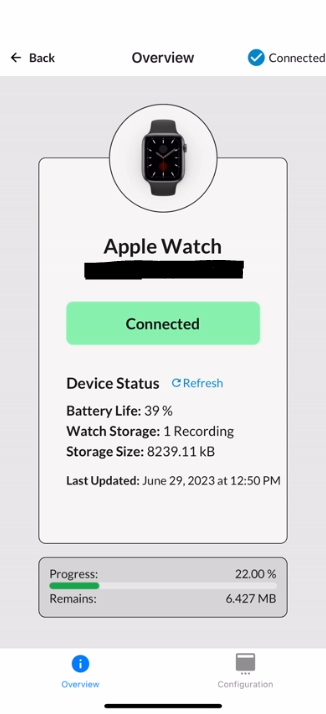 Back
Overview
Connected
Apple Watch
Connected
Device Status
Refresh
Battery Life: 39 %
Watch Storage: 1 Recording
Storage Size: 8239.11 kB
Last Updated: June 29, 2023 at 12:50 PM
Progress: 22.00 %
Remains: 6.427 MB
Overview
Configuration